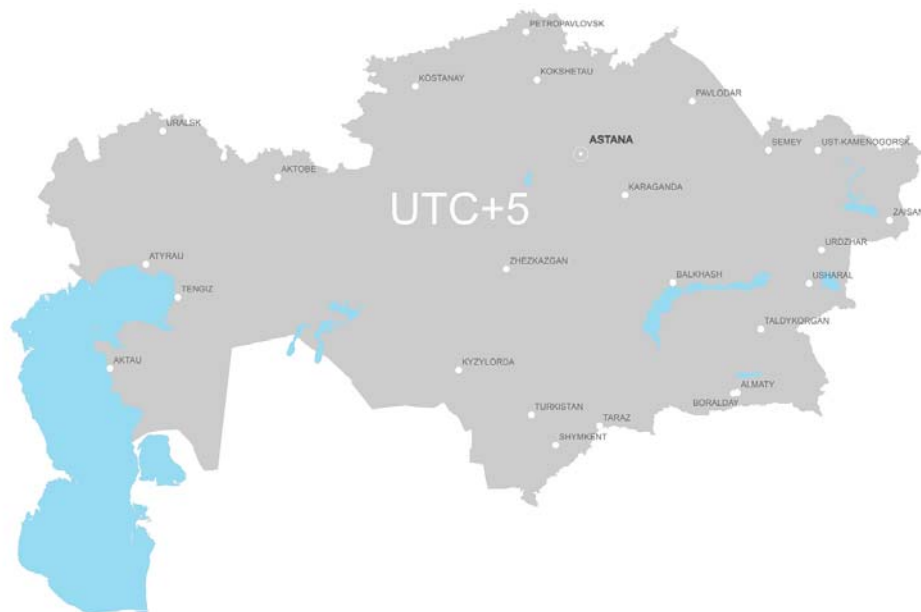 PETROPAVLOVSK
KOSTANAY
KOKSHETAU
PAVLODAR
URALSK
ASTANA
SEMEY
UST-KAMENOGORSK
AKTOBE
KARAGANDA
UTC+5
ZAISAN
URDZHAR
ATYRAU
ZHEZKAZGAN
BALKHASH
USHARAL
TENGIZ
TALDYKORGAN
AKTAU
KYZYLORDA
ALMATY
BORALDAY
TURKISTAN
TARAZ
SHYMKENT